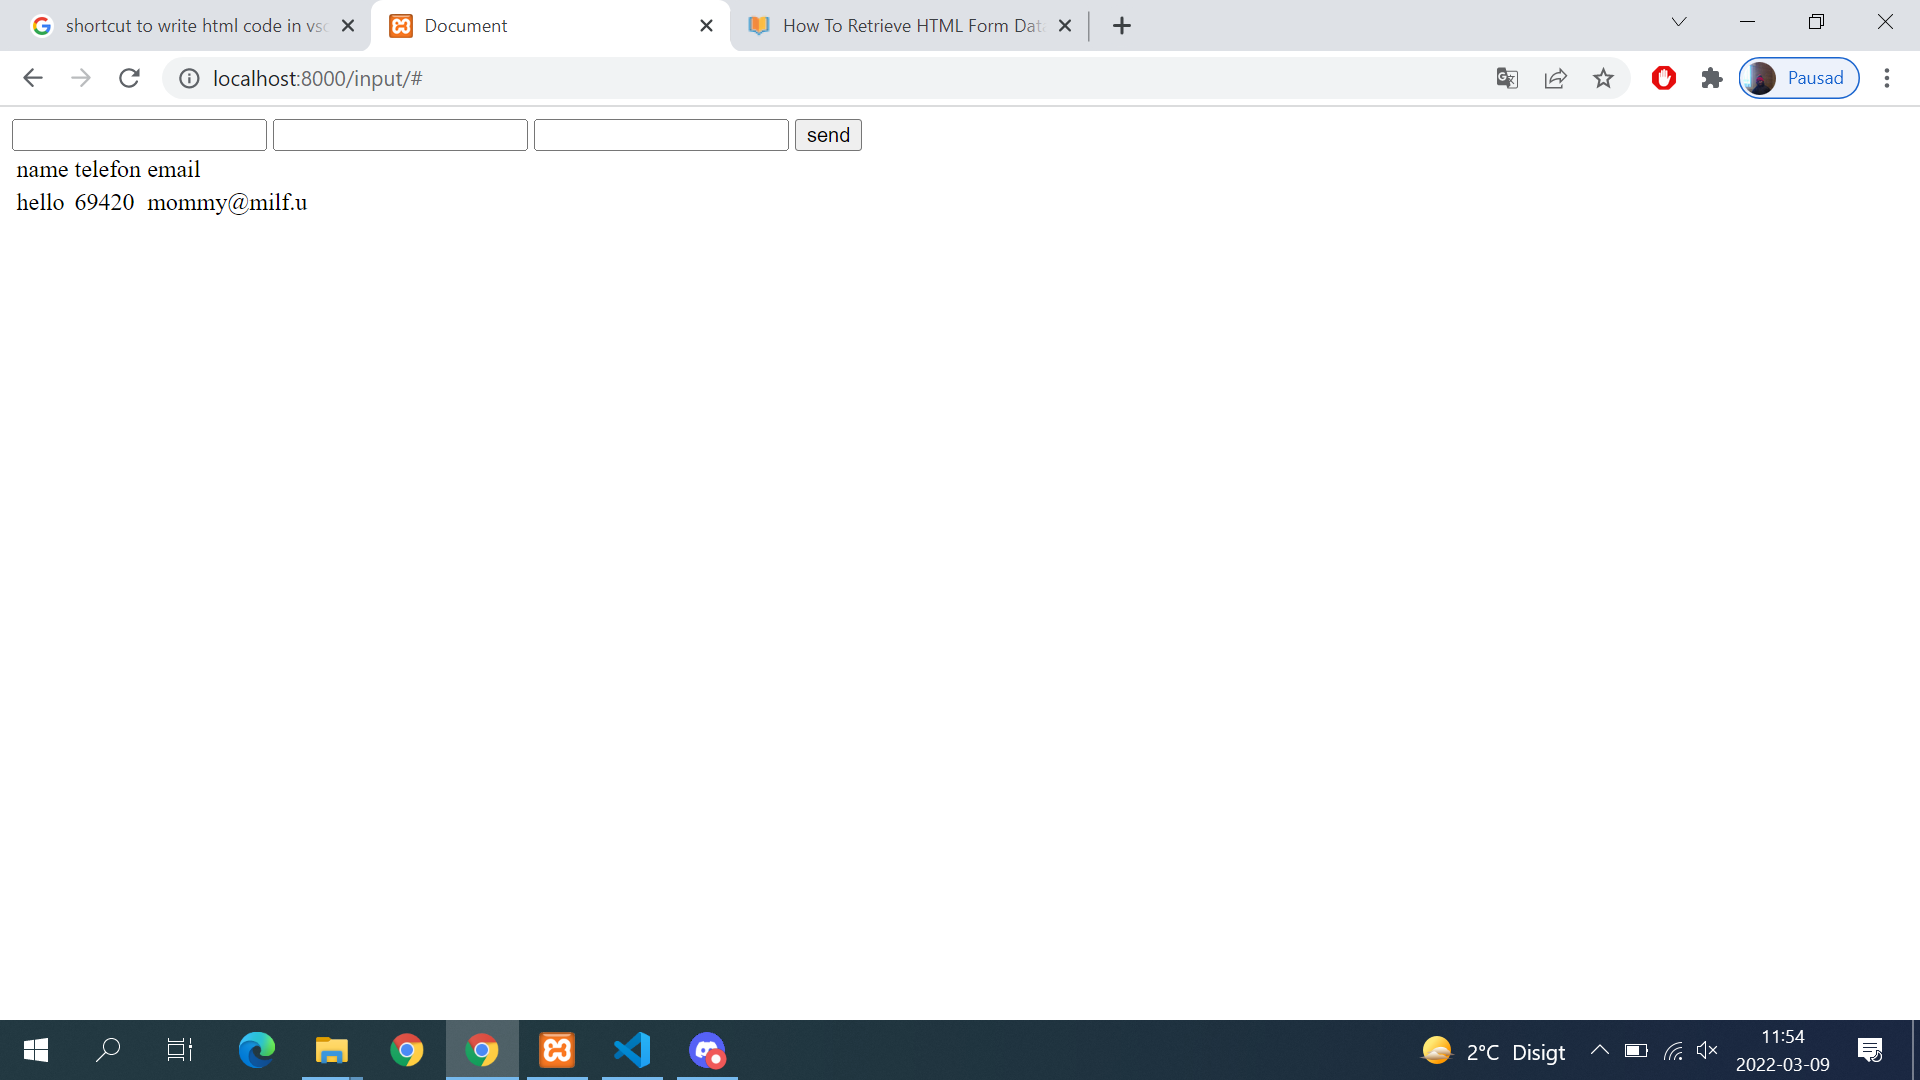 shortcut to write html code in vsc
Document
How To Retrieve HTML Form Data
localhost:8000/input/#
Pausad
send
name telefon email
hello 69420 mommy@milf.u
2°C Disigt
11:54
2022-03-09